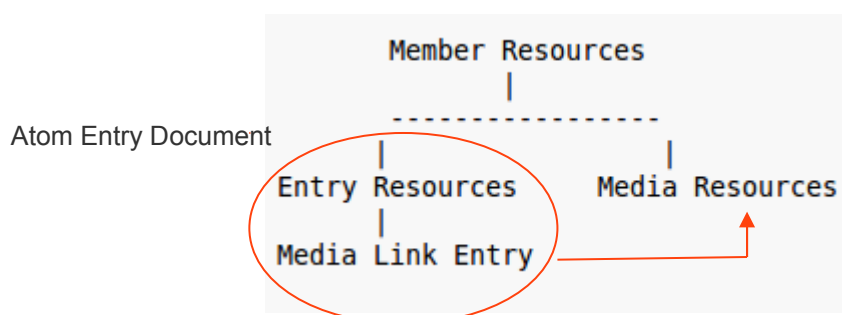 Member Resources
Atom Entry Document
Entry Resources Media Resources
Media Link Entry